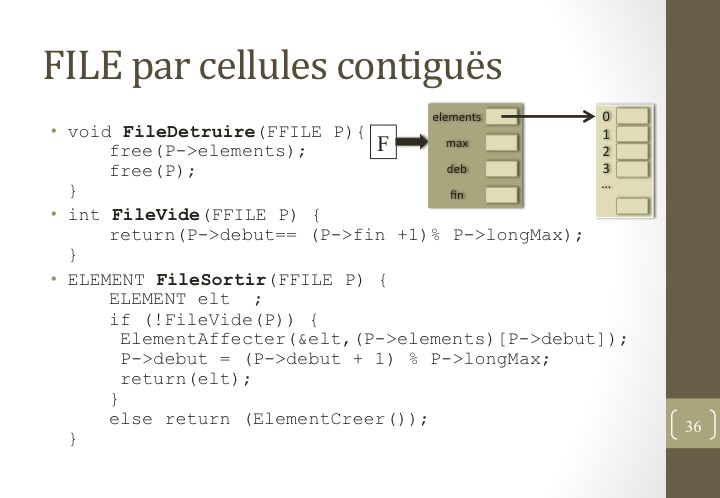 FILE par cellules contiguës
• void FileDetruire(FFILE P){
free(P->elements);
free(P);
}
• int FileVide(FFILE P) {
return(P->debut== (P->fin +1)% P->longMax);
}
• ELEMENT FileSortir(FFILE P) {
ELEMENT elt  ;
if (!FileVide(P)) {
ElementAffecter(&elt,(P->elements)[P->debut]);
P->debut = (P->debut + 1) % P->longMax;
return(elt);
}
else return (ElementCreer());
}
F
elements
max
deb
fin
0
1
2
3
...
36